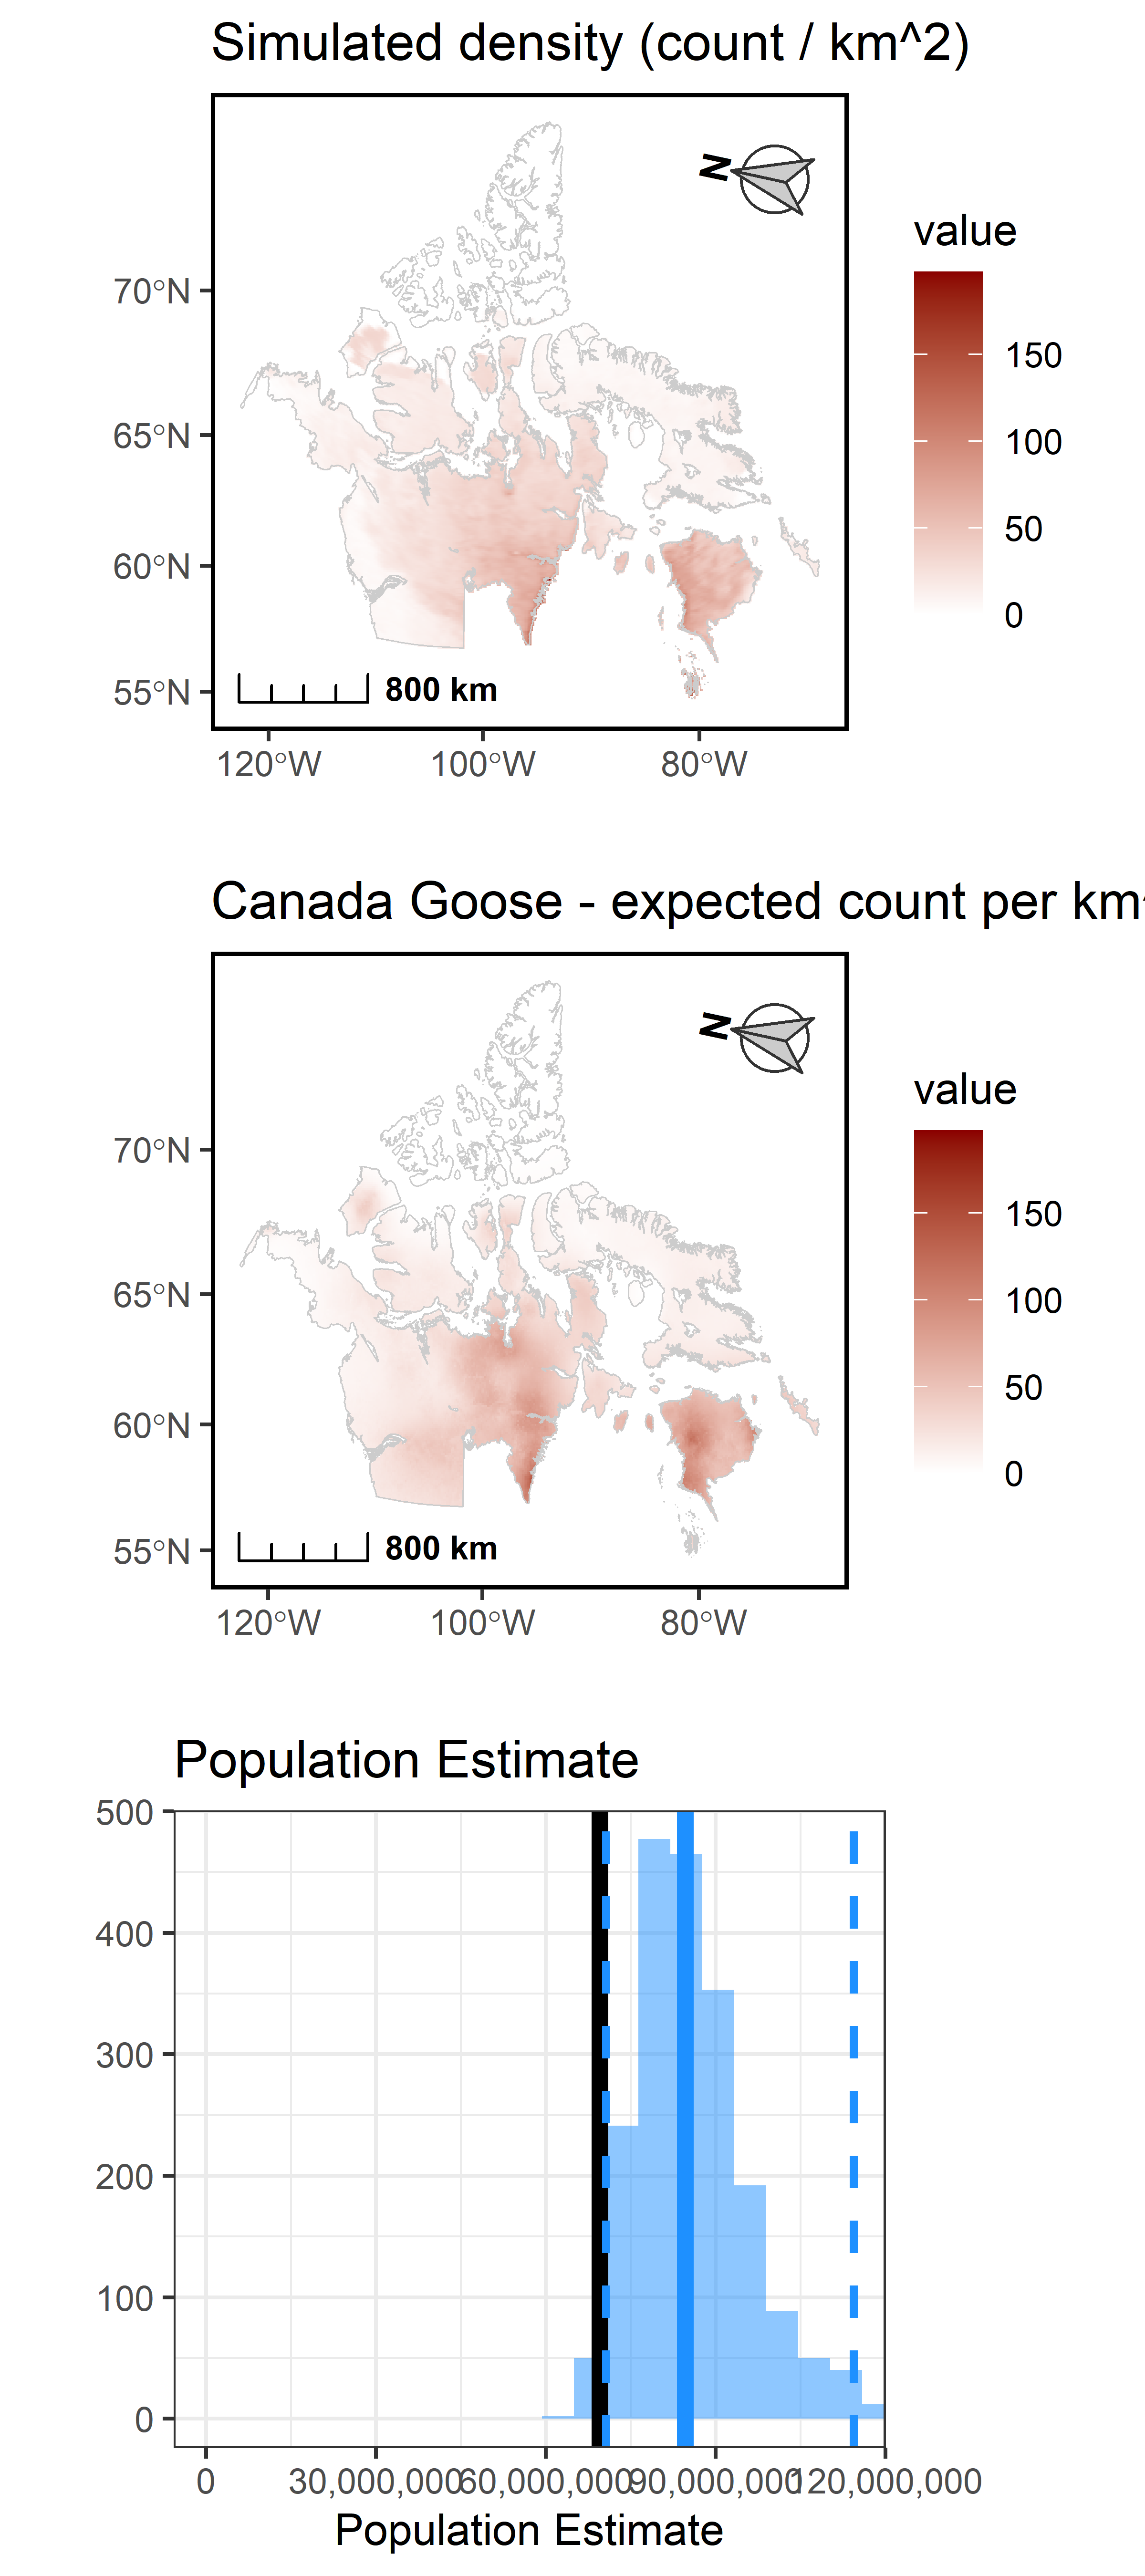 Simulated density (count / km^2)
N
value
70°N
150
65°N
100
50
60°N
0
55°N
800 km
120°W 100°W 80°W
Canada Goose - expected count per km^
N
value
70°N
150
65°N
100
50
60°N
0
55°N
800 km
120°W 100°W 80°W
Population Estimate
500
400
300
200
100
0
0 30,000,000 60,000,000 90,000,000 120,000,000
Population Estimate